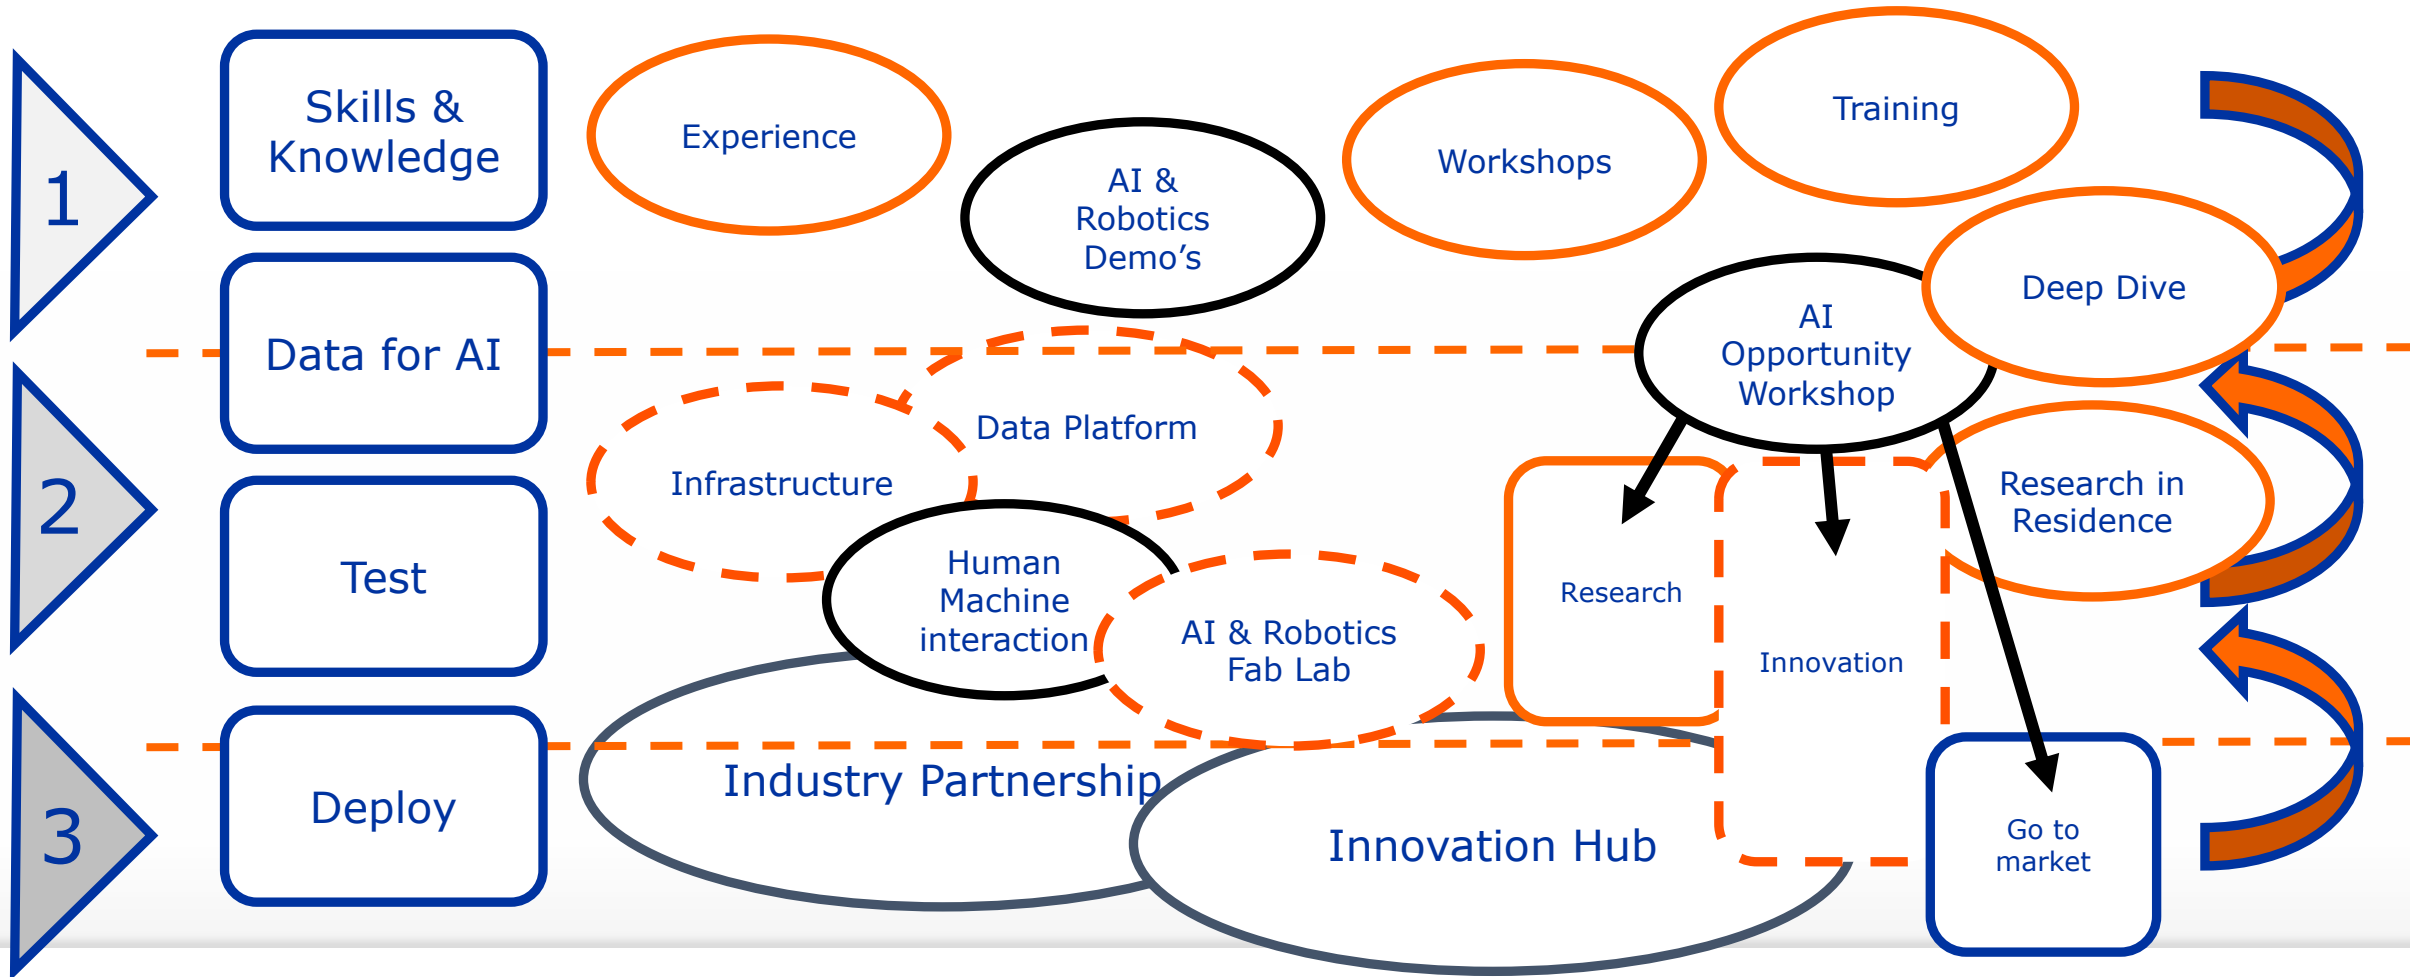 1
Skills &
Knowledge
Experience
AI &
Robotics
Demo’s
Workshops
Training
Data for AI
AI
Opportunity
Workshop
Deep Dive
2
Data Platform
Infrastructure
Research in
Residence
Test
Human
Machine
interaction
AI & Robotics
Fab Lab
Research
Innovation
3
Deploy
Industry Partnership
Innovation Hub
Go to
market